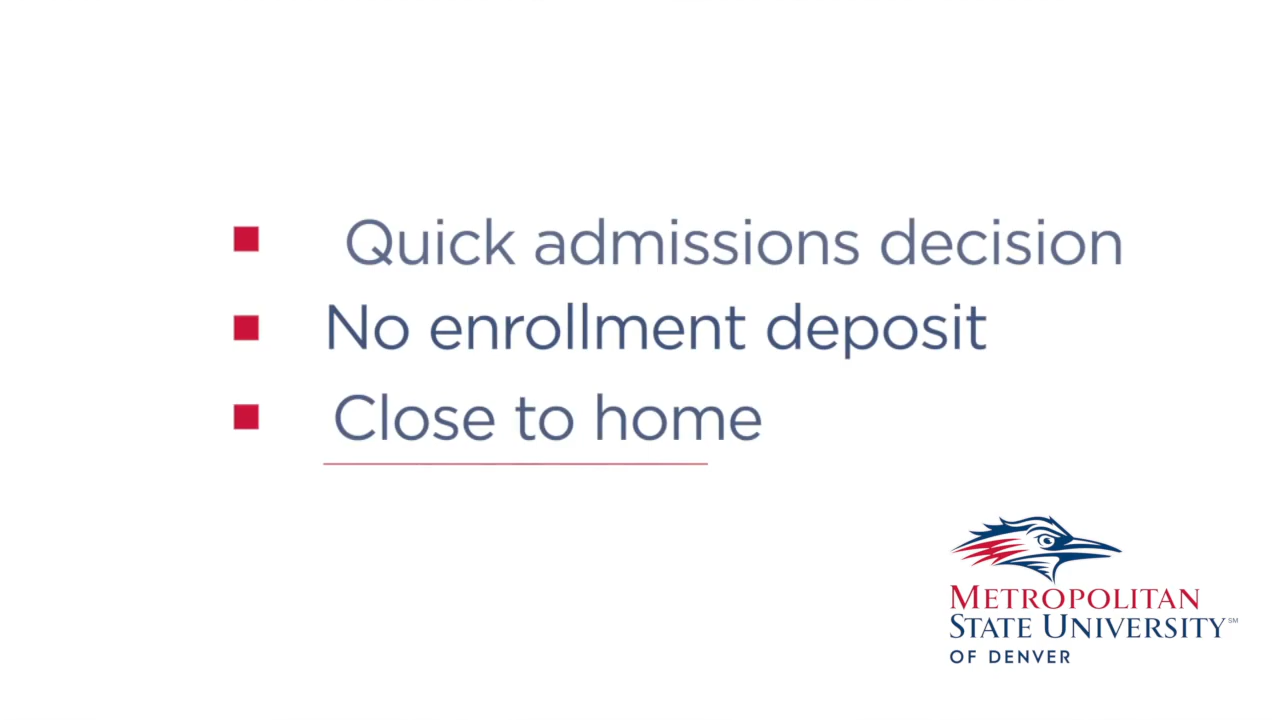 Quick admissions decision
No enrollment deposit
Close to home
METROPOLITAN
STATE UNIVERSITY℠
OF DENVER